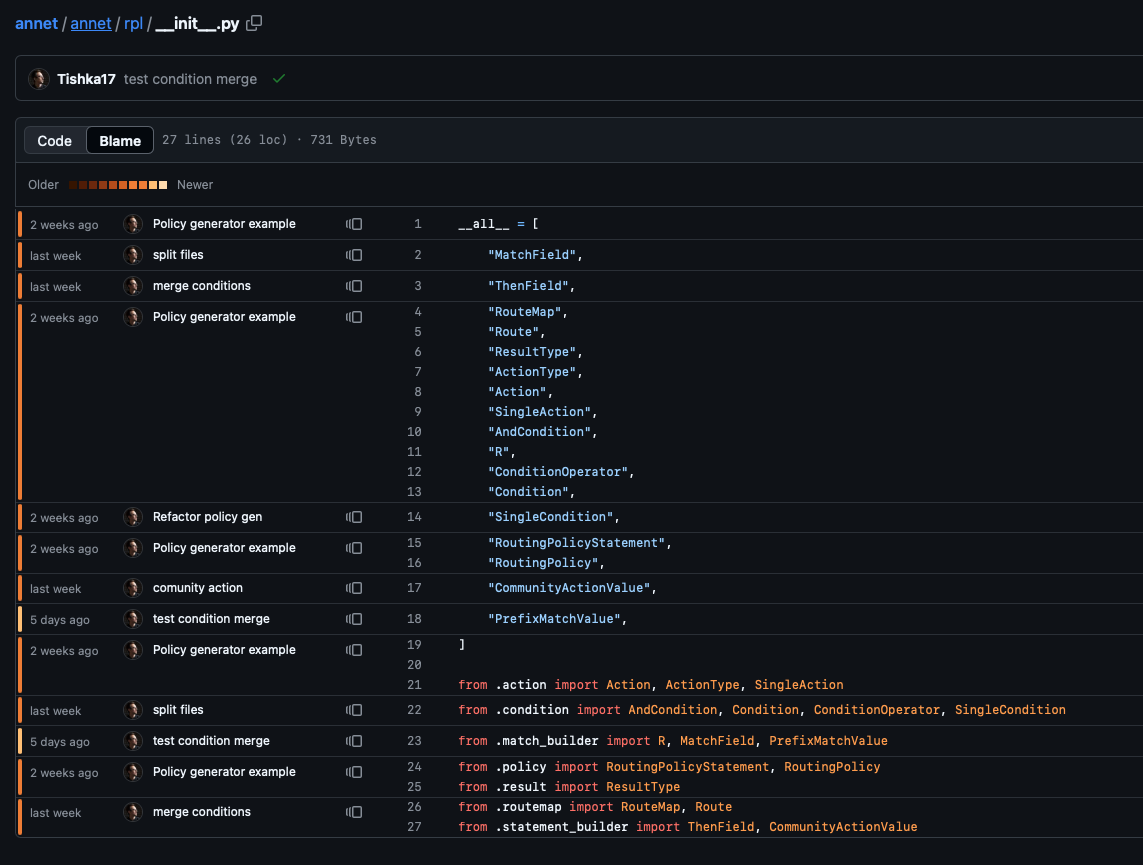 annet / annet / rpl / __init__.py
Tishka17 test condition merge
Code Blame 27 lines (26 loc) · 731 Bytes
Older Newer
2 weeks ago Policy generator example 1 __all__ = [
last week split files 2 "MatchField",
last week merge conditions 3 "ThenField",
2 weeks ago Policy generator example 4 "RouteMap",
5 "Route",
6 "ResultType",
7 "ActionType",
8 "Action",
9 "SingleAction",
10 "AndCondition",
11 "R",
12 "ConditionOperator",
13 "Condition",
2 weeks ago Refactor policy gen 14 "SingleCondition",
2 weeks ago Policy generator example 15 "RoutingPolicyStatement",
16 "RoutingPolicy",
last week comunity action 17 "CommunityActionValue",
5 days ago test condition merge 18 "PrefixMatchValue",
2 weeks ago Policy generator example 19 ]
20
21 from .action import Action, ActionType, SingleAction
last week split files 22 from .condition import AndCondition, Condition, ConditionOperator, SingleCondition
5 days ago test condition merge 23 from .match_builder import R, MatchField, PrefixMatchValue
2 weeks ago Policy generator example 24 from .policy import RoutingPolicyStatement, RoutingPolicy
25 from .result import ResultType
last week merge conditions 26 from .routemap import RouteMap, Route
27 from .statement_builder import ThenField, CommunityActionValue